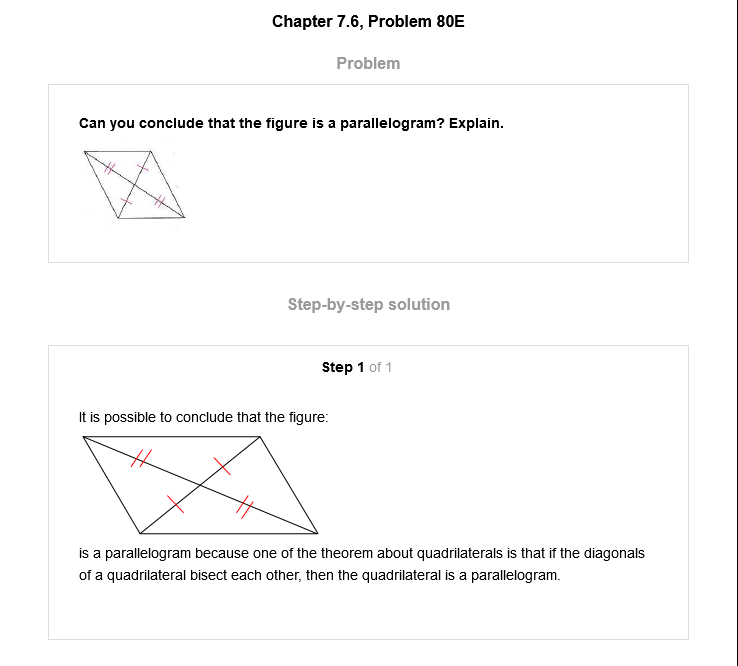 Chapter 7.6, Problem 80E
Problem
Can you conclude that the figure is a parallelogram? Explain.
Step-by-step solution
Step 1 of 1
It is possible to conclude that the figure:
is a parallelogram because one of the theorem about quadrilaterals is that if the diagonals
of a quadrilateral bisect each other, then the quadrilateral is a parallelogram.